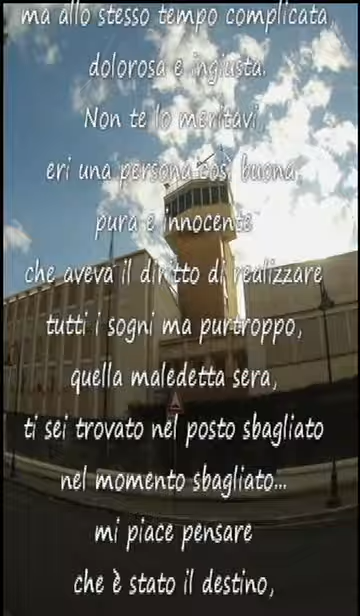 ma allo stesso tempo complicata,
dolorosa e ingiusta.
Non te lo meritavi,
eri una persona così buona,
pura e innocente
che aveva il diritto di realizzare
tutti i sogni ma purtroppo,
quella maledetta sera,
ti sei trovato nel posto sbagliato
nel momento sbagliato...
mi piace pensare
che è stato il destino,